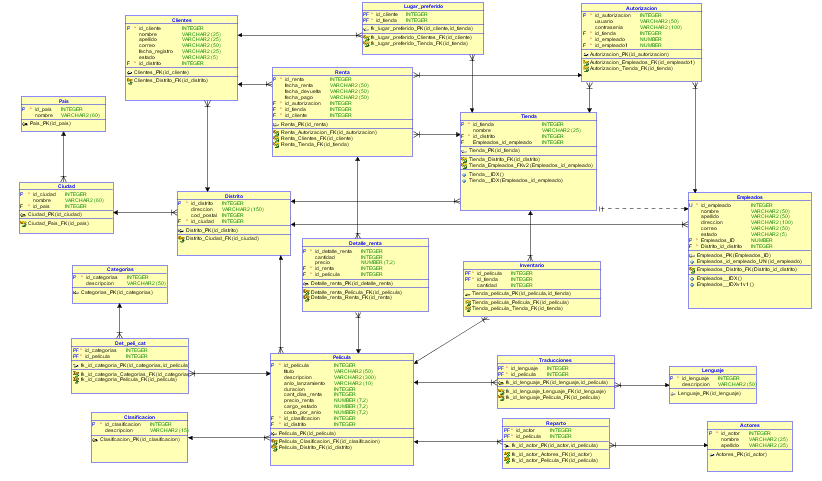 Lugar_preferido
PF * id_cliente INTEGER
PF * id_tienda INTEGER
fk_lugar_preferido_PK(id_cliente,id_tienda)
fk_lugar_preferido_Clientes_FK(id_cliente)
fk_lugar_preferido_Tienda_FK(id_tienda)
Autorizacion
P * id_autorizacion INTEGER
usuario VARCHAR2 (50)
contrasenia VARCHAR2 (100)
F * id_tienda INTEGER
F * id_empleado NUMBER
F * id_empleado1 NUMBER
Autorizacion_PK(id_autorizacion)
Autorizacion_Empleados_FK(id_empleado1)
Autorizacion_Tienda_FK(id_tienda)
Clientes
P * id_cliente INTEGER
nombre VARCHAR2 (25)
apellido VARCHAR2 (25)
correo VARCHAR2 (50)
fecha_registro VARCHAR2 (25)
estado VARCHAR2 (5)
F * id_distrito INTEGER
Clientes_PK(id_cliente)
Clientes_Distrito_FK(id_distrito)
Renta
P * id_renta INTEGER
fecha_renta VARCHAR2 (50)
fecha_devuelta VARCHAR2 (50)
fecha_pago VARCHAR2 (50)
F * id_autorizacion INTEGER
F * id_tienda INTEGER
F * id_cliente INTEGER
Renta_PK(id_renta)
Renta_Autorizacion_FK(id_autorizacion)
Renta_Clientes_FK(id_cliente)
Renta_Tienda_FK(id_tienda)
Pais
P * id_pais INTEGER
nombre VARCHAR2 (60)
Pais_PK(id_pais)
Tienda
P * id_tienda INTEGER
nombre VARCHAR2 (25)
F * id_distrito INTEGER
F Empleados_id_empleado INTEGER
Tienda_PK(id_tienda)
Tienda_Distrito_FK(id_distrito)
Tienda_Empleados_FKv2(Empleados_id_empleado)
Tienda__IDX()
Tienda__IDX(Empleados_id_empleado)
Ciudad
P * id_ciudad INTEGER
nombre VARCHAR2 (60)
F * id_pais INTEGER
Ciudad_PK(id_ciudad)
Ciudad_Pais_FK(id_pais)
Distrito
P * id_distrito INTEGER
direccion VARCHAR2 (150)
cod_postal INTEGER
F * id_ciudad INTEGER
Distrito_PK(id_distrito)
Distrito_Ciudad_FK(id_ciudad)
Empleados
U * id_empleado INTEGER
nombre VARCHAR2 (50)
apellido VARCHAR2 (50)
direccion VARCHAR2 (100)
correo VARCHAR2 (50)
estado VARCHAR2 (5)
P * Empleados_ID NUMBER
F * Distrito_id_distrito INTEGER
Empleados_PK(Empleados_ID)
Empleados_id_empleado_UN(id_empleado)
Empleados_Distrito_FK(Distrito_id_distrito)
Empleados__IDX()
Empleados__IDXv1v1()
Detalle_renta
P * id_detalle_renta INTEGER
cantidad INTEGER
precio NUMBER (7,2)
F * id_renta INTEGER
F * id_pelicula INTEGER
Detalle_renta_PK(id_detalle_renta)
Detalle_renta_Pelicula_FK(id_pelicula)
Detalle_renta_Renta_FK(id_renta)
Inventario
PF * id_pelicula INTEGER
PF * id_tienda INTEGER
cantidad INTEGER
Tienda_pelicula_PK(id_pelicula,id_tienda)
Tienda_pelicula_Pelicula_FK(id_pelicula)
Tienda_pelicula_Tienda_FK(id_tienda)
Categorias
P * id_categorias INTEGER
descripcion VARCHAR2 (50)
Categorias_PK(id_categorias)
Det_peli_cat
PF * id_categorias INTEGER
PF * id_pelicula INTEGER
fk_id_categoria_PK(id_categorias,id_pelicula
fk_id_categoria_Categorias_FK(id_categorias
fk_id_categoria_Pelicula_FK(id_pelicula)
Pelicula
P * id_pelicula INTEGER
titulo VARCHAR2 (50)
descripcion VARCHAR2 (300)
anio_lanzamiento VARCHAR2 (10)
duracion INTEGER
cant_dias_renta INTEGER
precio_renta NUMBER (7,2)
cargo_estado NUMBER (7,2)
costo_por_anio NUMBER (7,2)
F * id_clasificacion INTEGER
F * id_distrito INTEGER
Pelicula_PK(id_pelicula)
Pelicula_Clasificacion_FK(id_clasificacion)
Pelicula_Distrito_FK(id_distrito)
Traducciones
PF * id_lenguaje INTEGER
PF * id_pelicula INTEGER
fk_id_lenguaje_PK(id_lenguaje,id_pelicula)
fk_id_lenguaje_Lenguaje_FK(id_lenguaje)
fk_id_lenguaje_Pelicula_FK(id_pelicula)
Lenguaje
P * id_lenguaje INTEGER
descripcion VARCHAR2 (50)
Lenguaje_PK(id_lenguaje)
Clasificacion
P * id_clasificacion INTEGER
descripcion VARCHAR2 (15)
Clasificacion_PK(id_clasificacion)
Reparto
PF * id_actor INTEGER
PF * id_pelicula INTEGER
fk_id_actor_PK(id_actor,id_pelicula)
fk_id_actor_Actores_FK(id_actor)
fk_id_actor_Pelicula_FK(id_pelicula)
Actores
P * id_actor INTEGER
nombre VARCHAR2 (25)
apellido VARCHAR2 (25)
Actores_PK(id_actor)